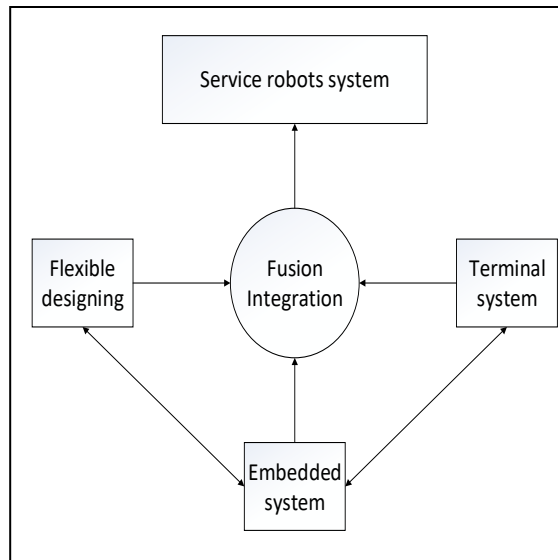 Service robots system
Flexible
designing
Fusion
Integration
Terminal
system
Embedded
system